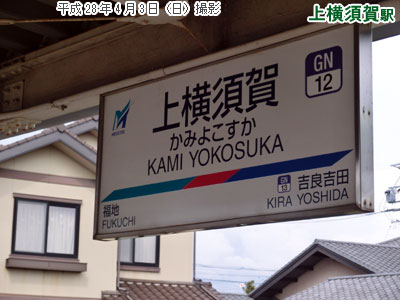 平成28年4月3日（日）撮影
上横須賀駅
GN
12
上横須賀
かみよこすか
KAMI YOKOSUKA
福地
FUKUCHI
GN
13
吉良吉田
KIRA YOSHIDA